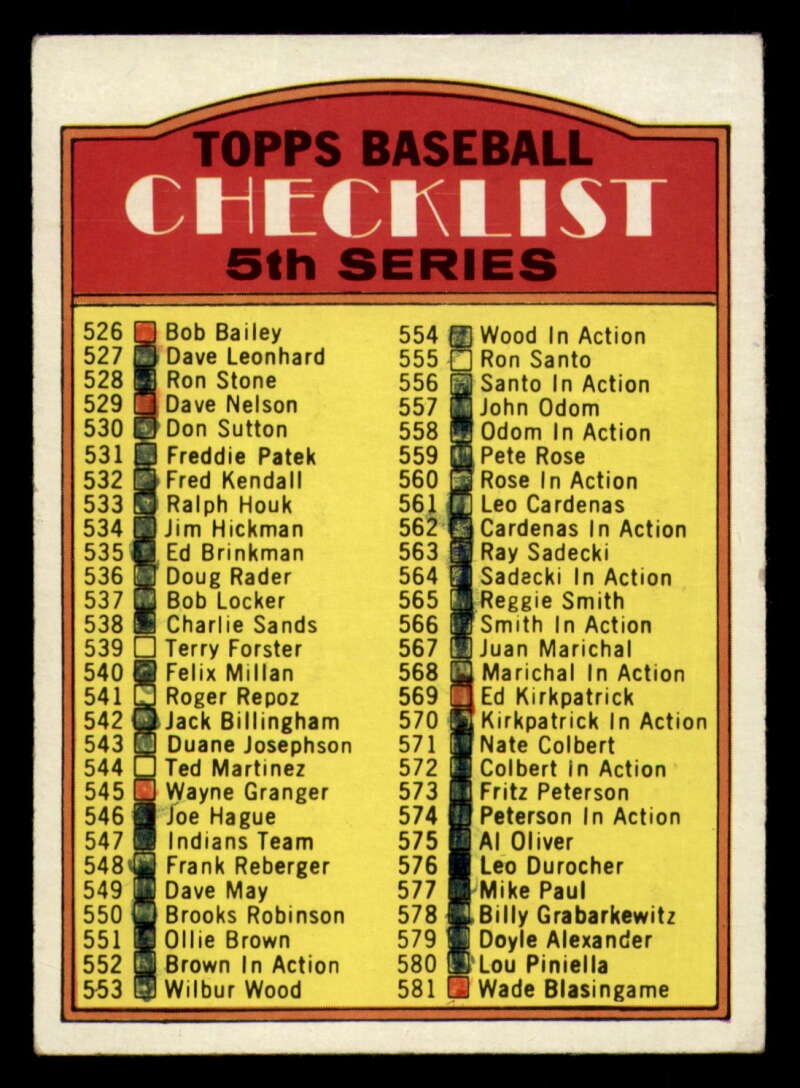 TOPPS BASEBALL
CHECKLIST
5th SERIES
526 Bob Bailey
527 Dave Leonhard
528 Ron Stone
529 Dave Nelson
530 Don Sutton
531 Freddie Patek
532 Fred Kendall
533 Ralph Houk
534 Jim Hickman
535 Ed Brinkman
536 Doug Rader
537 Bob Locker
538 Charlie Sands
539 Terry Forster
540 Felix Millan
541 Roger Repoz
542 Jack Billingham
543 Duane Josephson
544 Ted Martinez
545 Wayne Granger
546 Joe Hague
547 Indians Team
548 Frank Reberger
549 Dave May
550 Brooks Robinson
551 Ollie Brown
552 Brown In Action
553 Wilbur Wood
554 Wood In Action
555 Ron Santo
556 Santo In Action
557 John Odom
558 Odom In Action
559 Pete Rose
560 Rose In Action
561 Leo Cardenas
562 Cardenas In Action
563 Ray Sadecki
564 Sadecki In Action
565 Reggie Smith
566 Smith In Action
567 Juan Marichal
568 Marichal In Action
569 Ed Kirkpatrick
570 Kirkpatrick In Action
571 Nate Colbert
572 Colbert in Action
573 Fritz Peterson
574 Peterson In Action
575 Al Oliver
576 Leo Durocher
577 Mike Paul
578 Billy Grabarkewitz
579 Doyle Alexander
580 Lou Piniella
581 Wade Blasingame